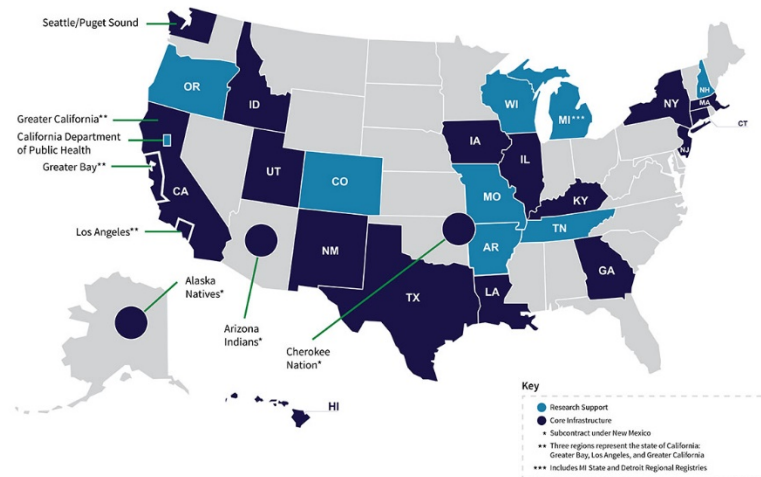 Seattle/Puget Sound
OR
ID
WI
MI***
NY
NH
MA
CT
NJ
Greater California**
California Department
of Public Health
Greater Bay**
CA
UT
CO
IA
IL
MO
KY
TN
AR
Los Angeles**
NM
TX
LA
GA
Alaska
Natives*
Arizona
Indians*
Cherokee
Nation*
HI
Key
Research Support
Core Infrastructure
* Subcontract under New Mexico
** Three regions represent the state of California:
Greater Bay, Los Angeles, and Greater California
*** Includes MI State and Detroit Regional Registries